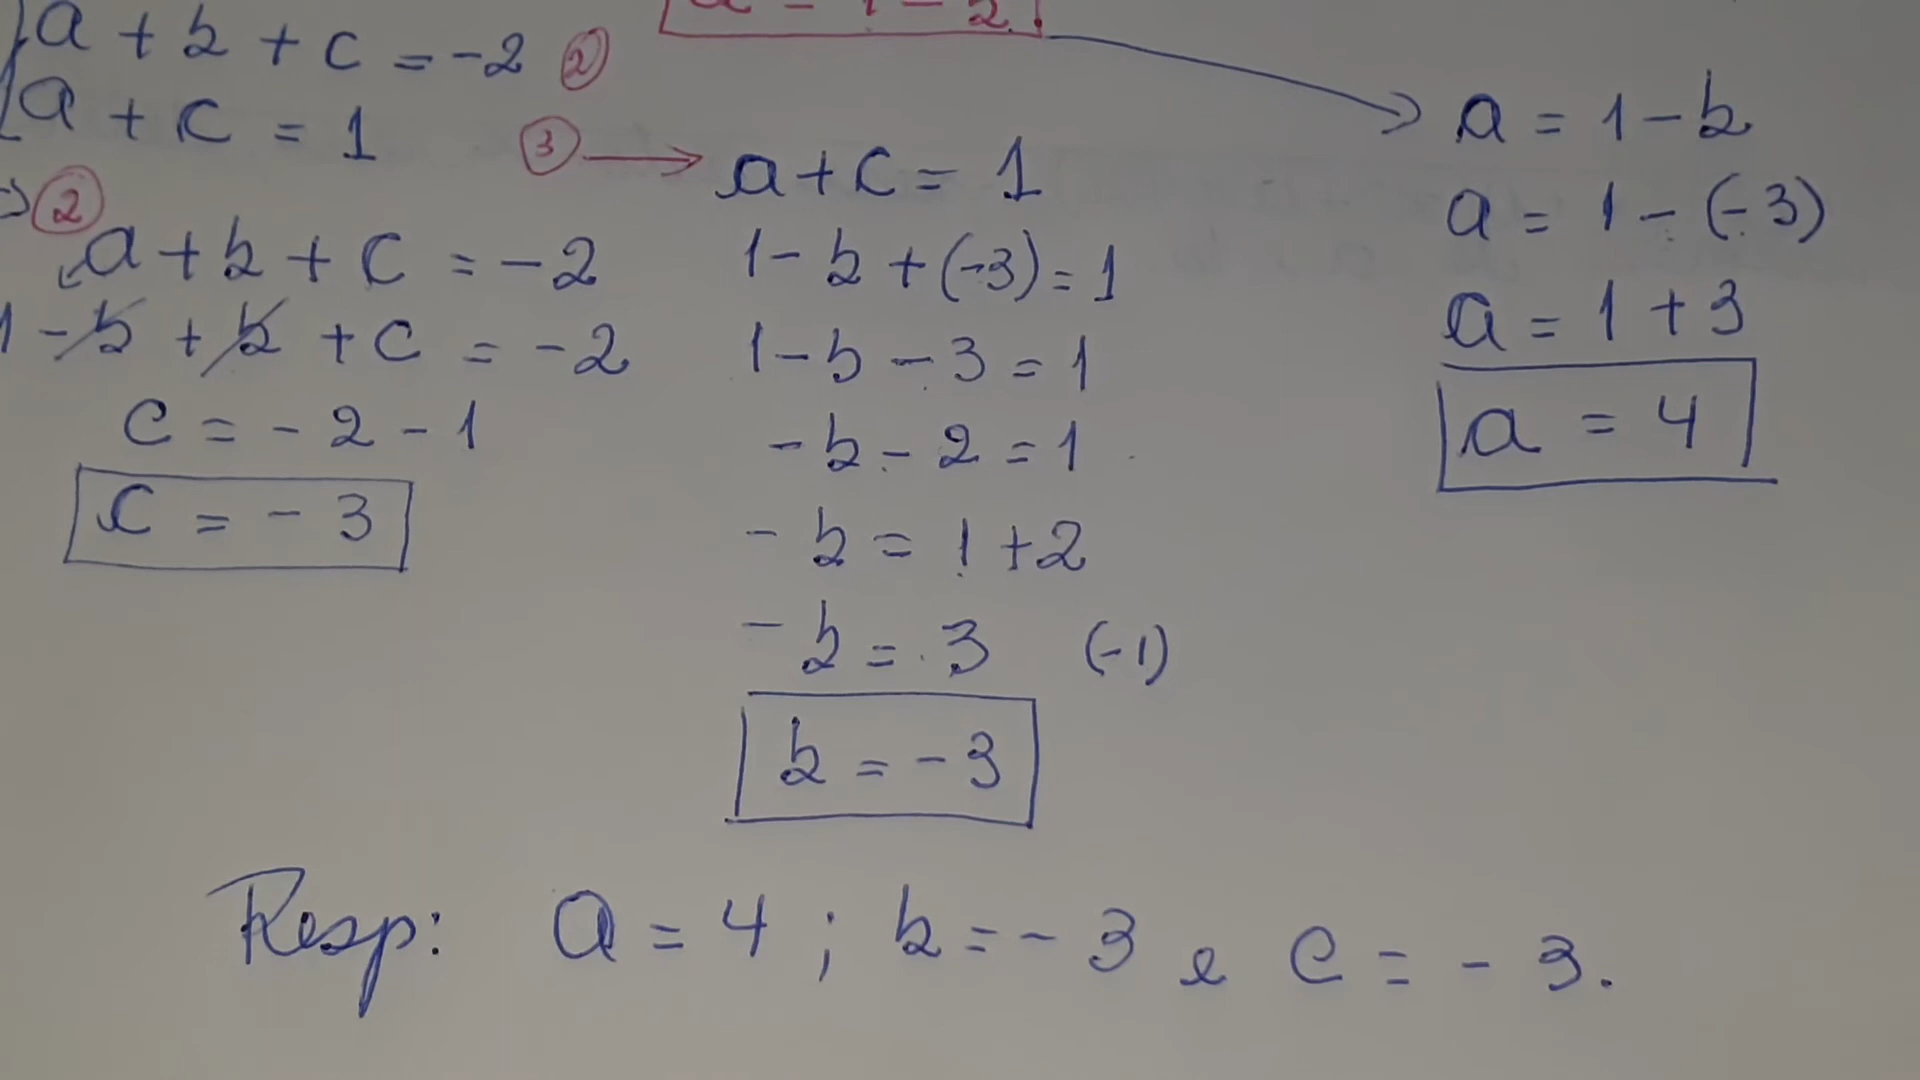 a + b + c = -2 ②
a + c = 1
② a + b + c = -2
1 - b + b + c = -2
c = -2 - 1
c = -3
③ → a + c = 1
1 - b + (-3) = 1
1 - b - 3 = 1
-b - 2 = 1
-b = 1 + 2
-b = 3 (-1)
b = -3
a = 1 - b
a = 1 - (-3)
a = 1 + 3
a = 4
Resp: a = 4 ; b = -3 e c = -3.